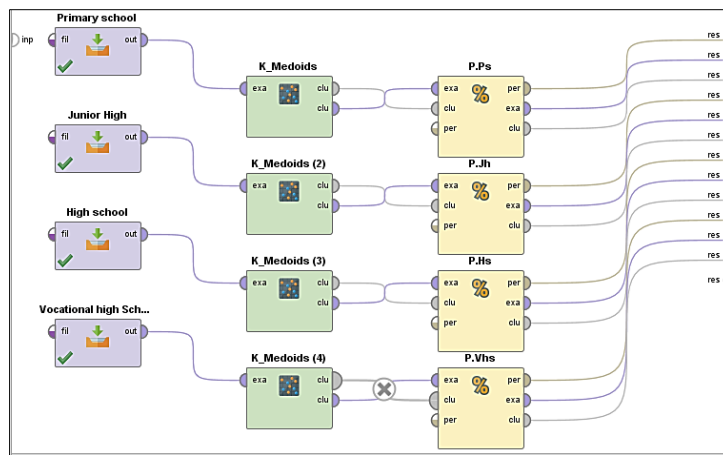 Primary school
inp
fil
out
K_Medoids
exa
clu
clu
P.Ps
exa
clu
per
per
exa
clu
res
res
res
Junior High
fil
out
K_Medoids (2)
exa
clu
clu
P.Jh
exa
clu
per
per
exa
clu
res
res
res
High school
fil
out
K_Medoids (3)
exa
clu
clu
P.Hs
exa
clu
per
per
exa
clu
res
res
res
Vocational high Sch...
fil
out
K_Medoids (4)
exa
clu
clu
P.Vhs
exa
clu
per
per
exa
clu
res
res
res
res